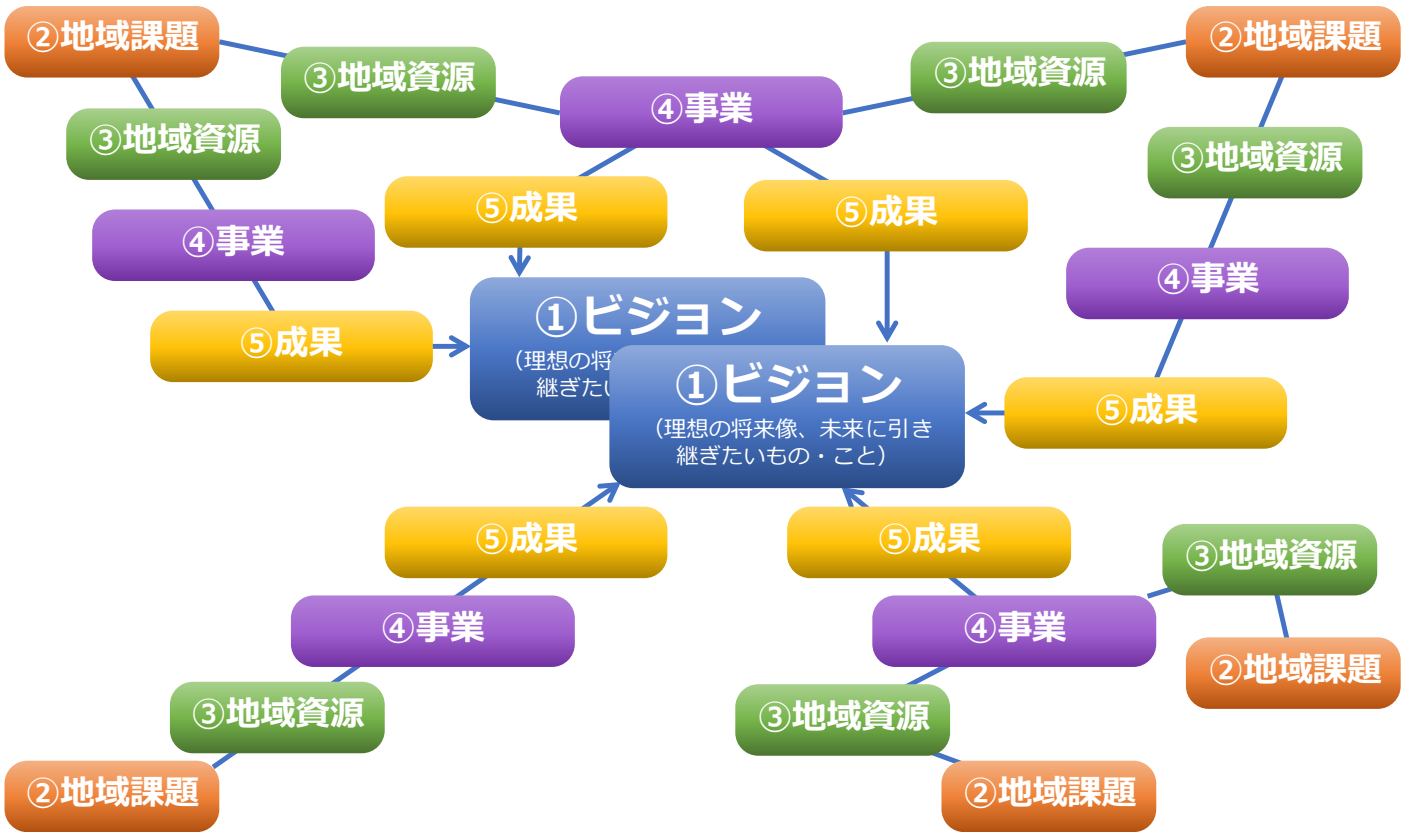 ②地域課題
②地域課題
③地域資源
③地域資源
④事業
③地域資源
③地域資源
⑤成果
⑤成果
④事業
④事業
①ビジョン
(理想の将
継ぎたい
⑤成果
①ビジョン
(理想の将来像、未来に引き
継ぎたいもの・こと)
⑤成果
⑤成果
⑤成果
③地域資源
④事業
④事業
②地域課題
③地域資源
③地域資源
②地域課題
②地域課題